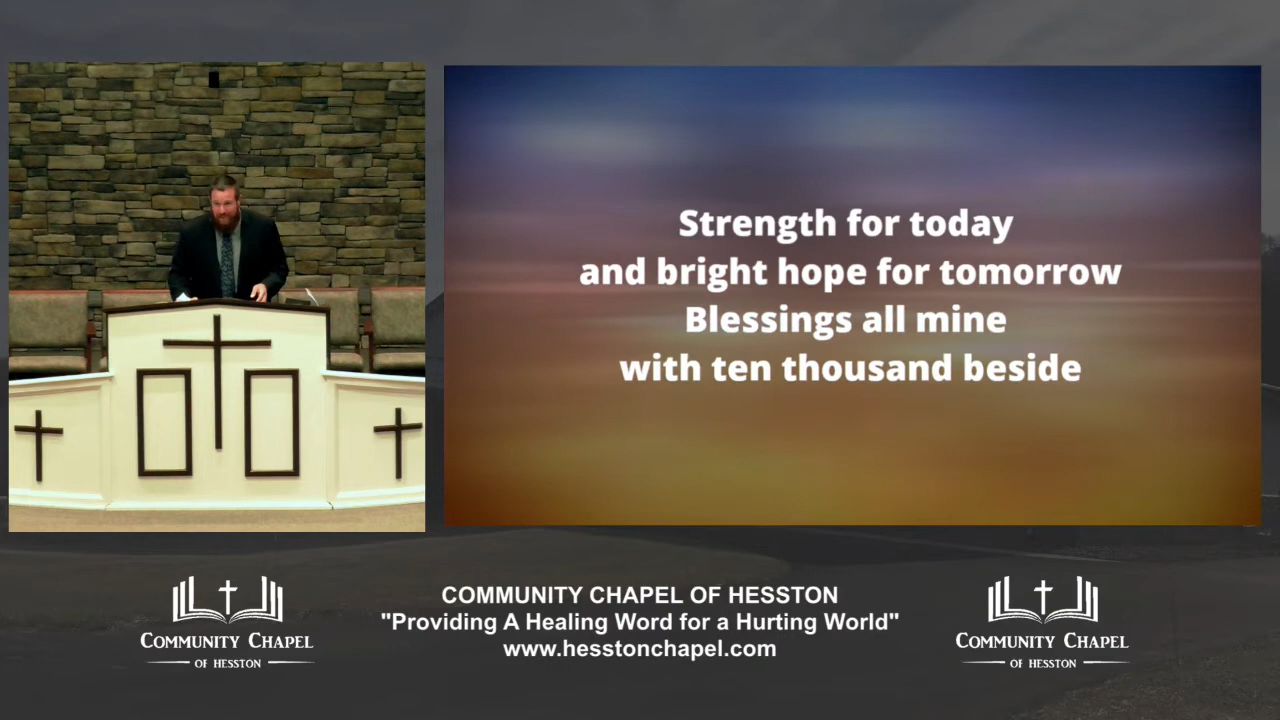 Strength for today
and bright hope for tomorrow
Blessings all mine
with ten thousand beside
COMMUNITY CHAPEL OF HESSTON
"Providing A Healing Word for a Hurting World"
www.hesstonchapel.com
COMMUNITY CHAPEL
OF HESSTON
COMMUNITY CHAPEL
OF HESSTON